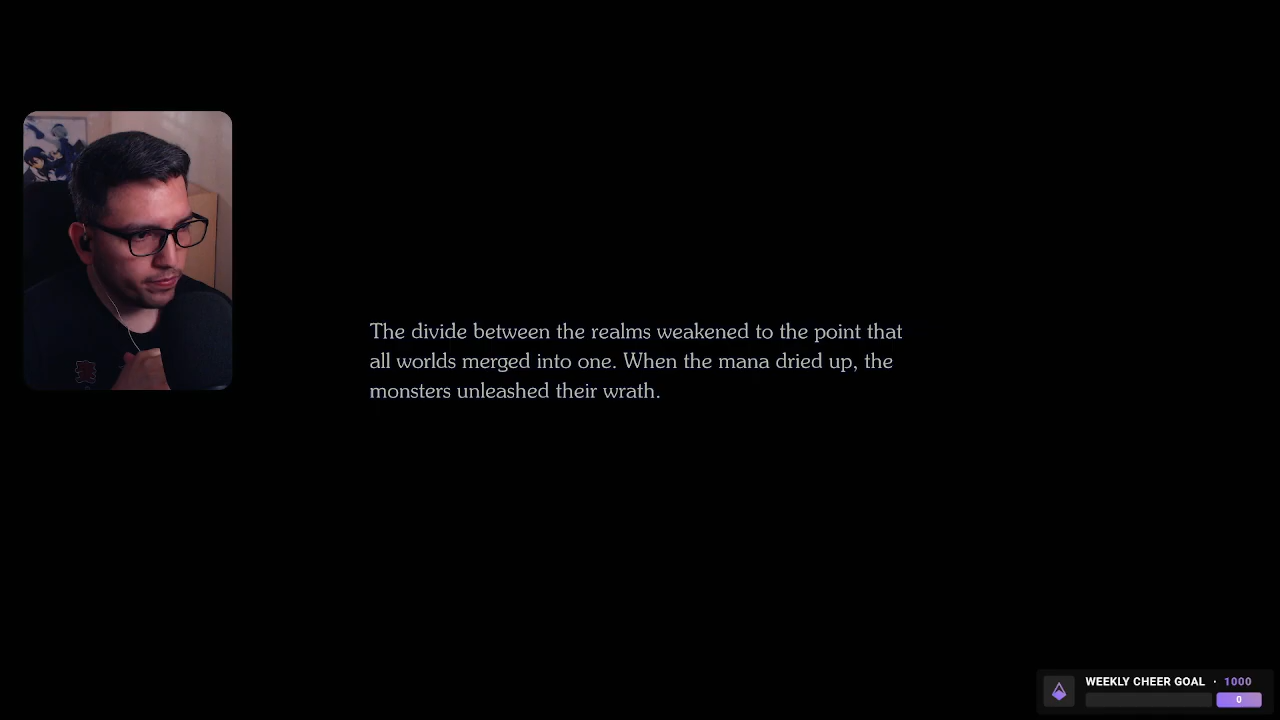 The divide between the realms weakened to the point that
all worlds merged into one. When the mana dried up, the
monsters unleashed their wrath.
WEEKLY CHEER GOAL · 1000
0